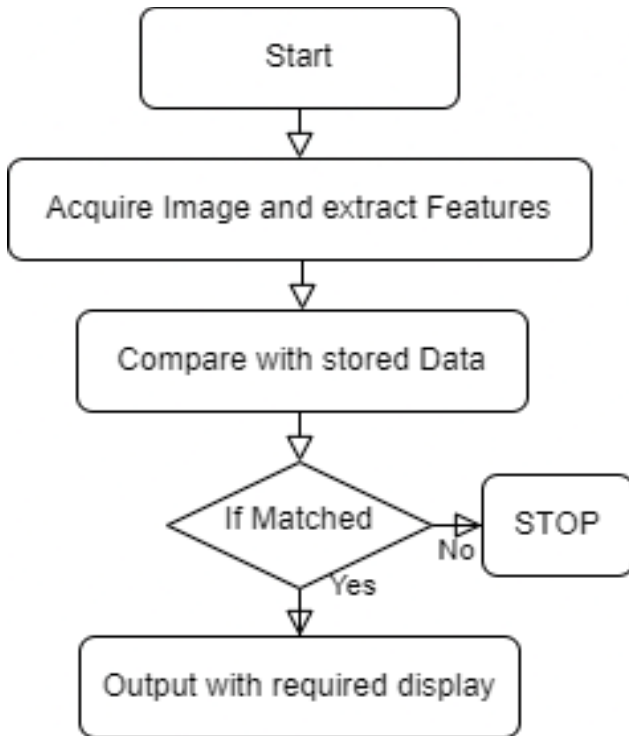 Start
Acquire Image and extract Features
Compare with stored Data
If Matched
STOP
No
Yes
Output with required display